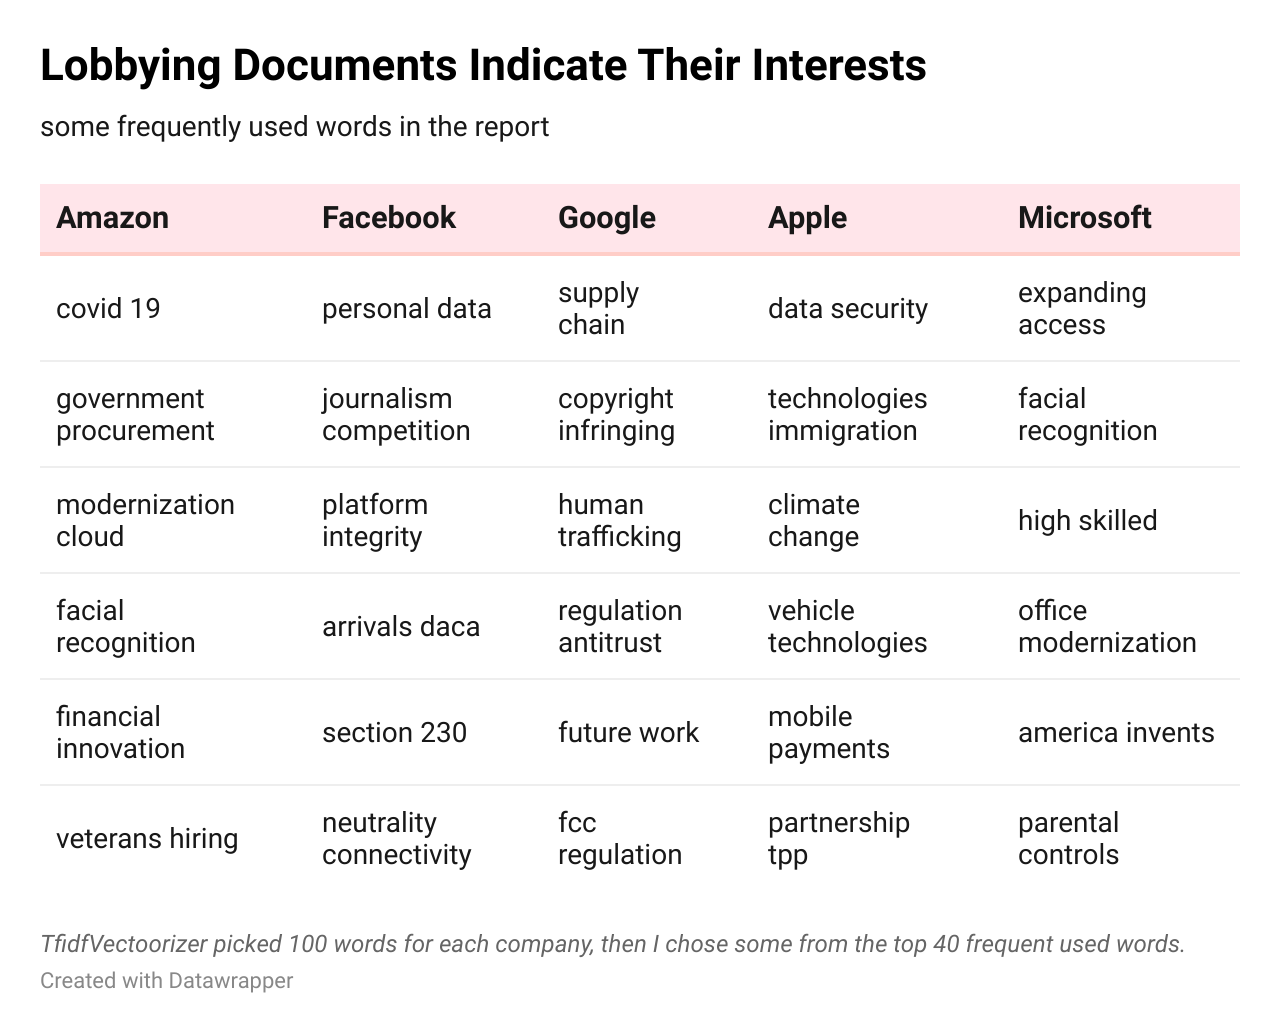 Lobbying Documents Indicate Their Interests
some frequently used words in the report
Amazon Facebook Google Apple Microsoft
covid 19 personal data supply chain data security expanding access
government procurement journalism competition copyright infringing technologies immigration facial recognition
modernization cloud platform integrity human trafficking climate change high skilled
facial recognition arrivals daca regulation antitrust vehicle technologies office modernization
financial innovation section 230 future work mobile payments america invents
veterans hiring neutrality connectivity fcc regulation partnership tpp parental controls
TfidfVectoorizer picked 100 words for each company, then I chose some from the top 40 frequent used words.
Created with Datawrapper